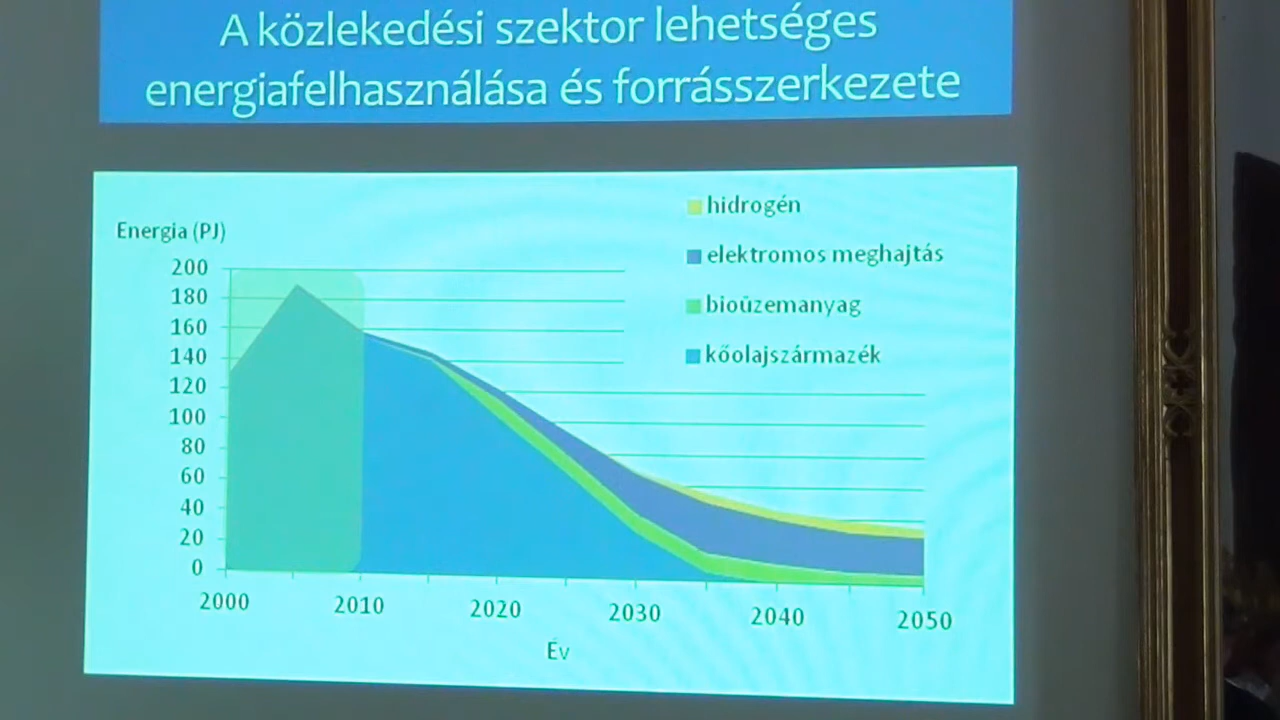 A közlekedési szektor lehetséges
energiafelhasználása és forrásszerkezete
hidrogén
Energia (PJ)
elektromos meghajtás
200
180
bioüzemanyag
160
kőolajszármazék
140
120
100
80
60
40
20
0
2000 2010 2020 2030 2040 2050
Év